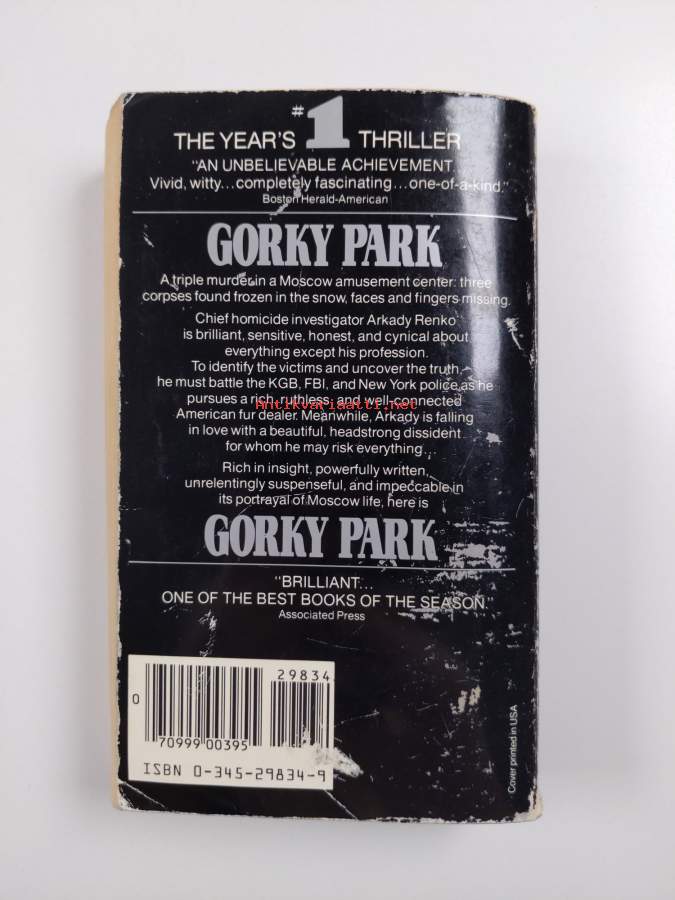 #1
THE YEAR'S THRILLER
"AN UNBELIEVABLE ACHIEVEMENT.
Vivid, witty...completely fascinating...one-of-a-kind."
Boston Herald-American
GORKY PARK
A triple murder in a Moscow amusement center: three
corpses found frozen in the snow, faces and fingers missing.
Chief homicide investigator Arkady Renko
is brilliant, sensitive, honest, and cynical about
everything except his profession.
To identify the victims and uncover the truth,
he must battle the KGB, FBI, and New York police as he
pursues a rich, ruthless, and well-connected
Antikvariaatti.net
American fur dealer. Meanwhile, Arkady is falling
in love with a beautiful, headstrong dissident
for whom he may risk everything...
Rich in insight, powerfully written,
unrelentingly suspenseful, and impeccable in
its portrayal of Moscow life, here is
GORKY PARK
"BRILLIANT...
ONE OF THE BEST BOOKS OF THE SEASON."
Associated Press
29834
0
70999 00395
ISBN 0-345-29834-9
Cover printed in USA